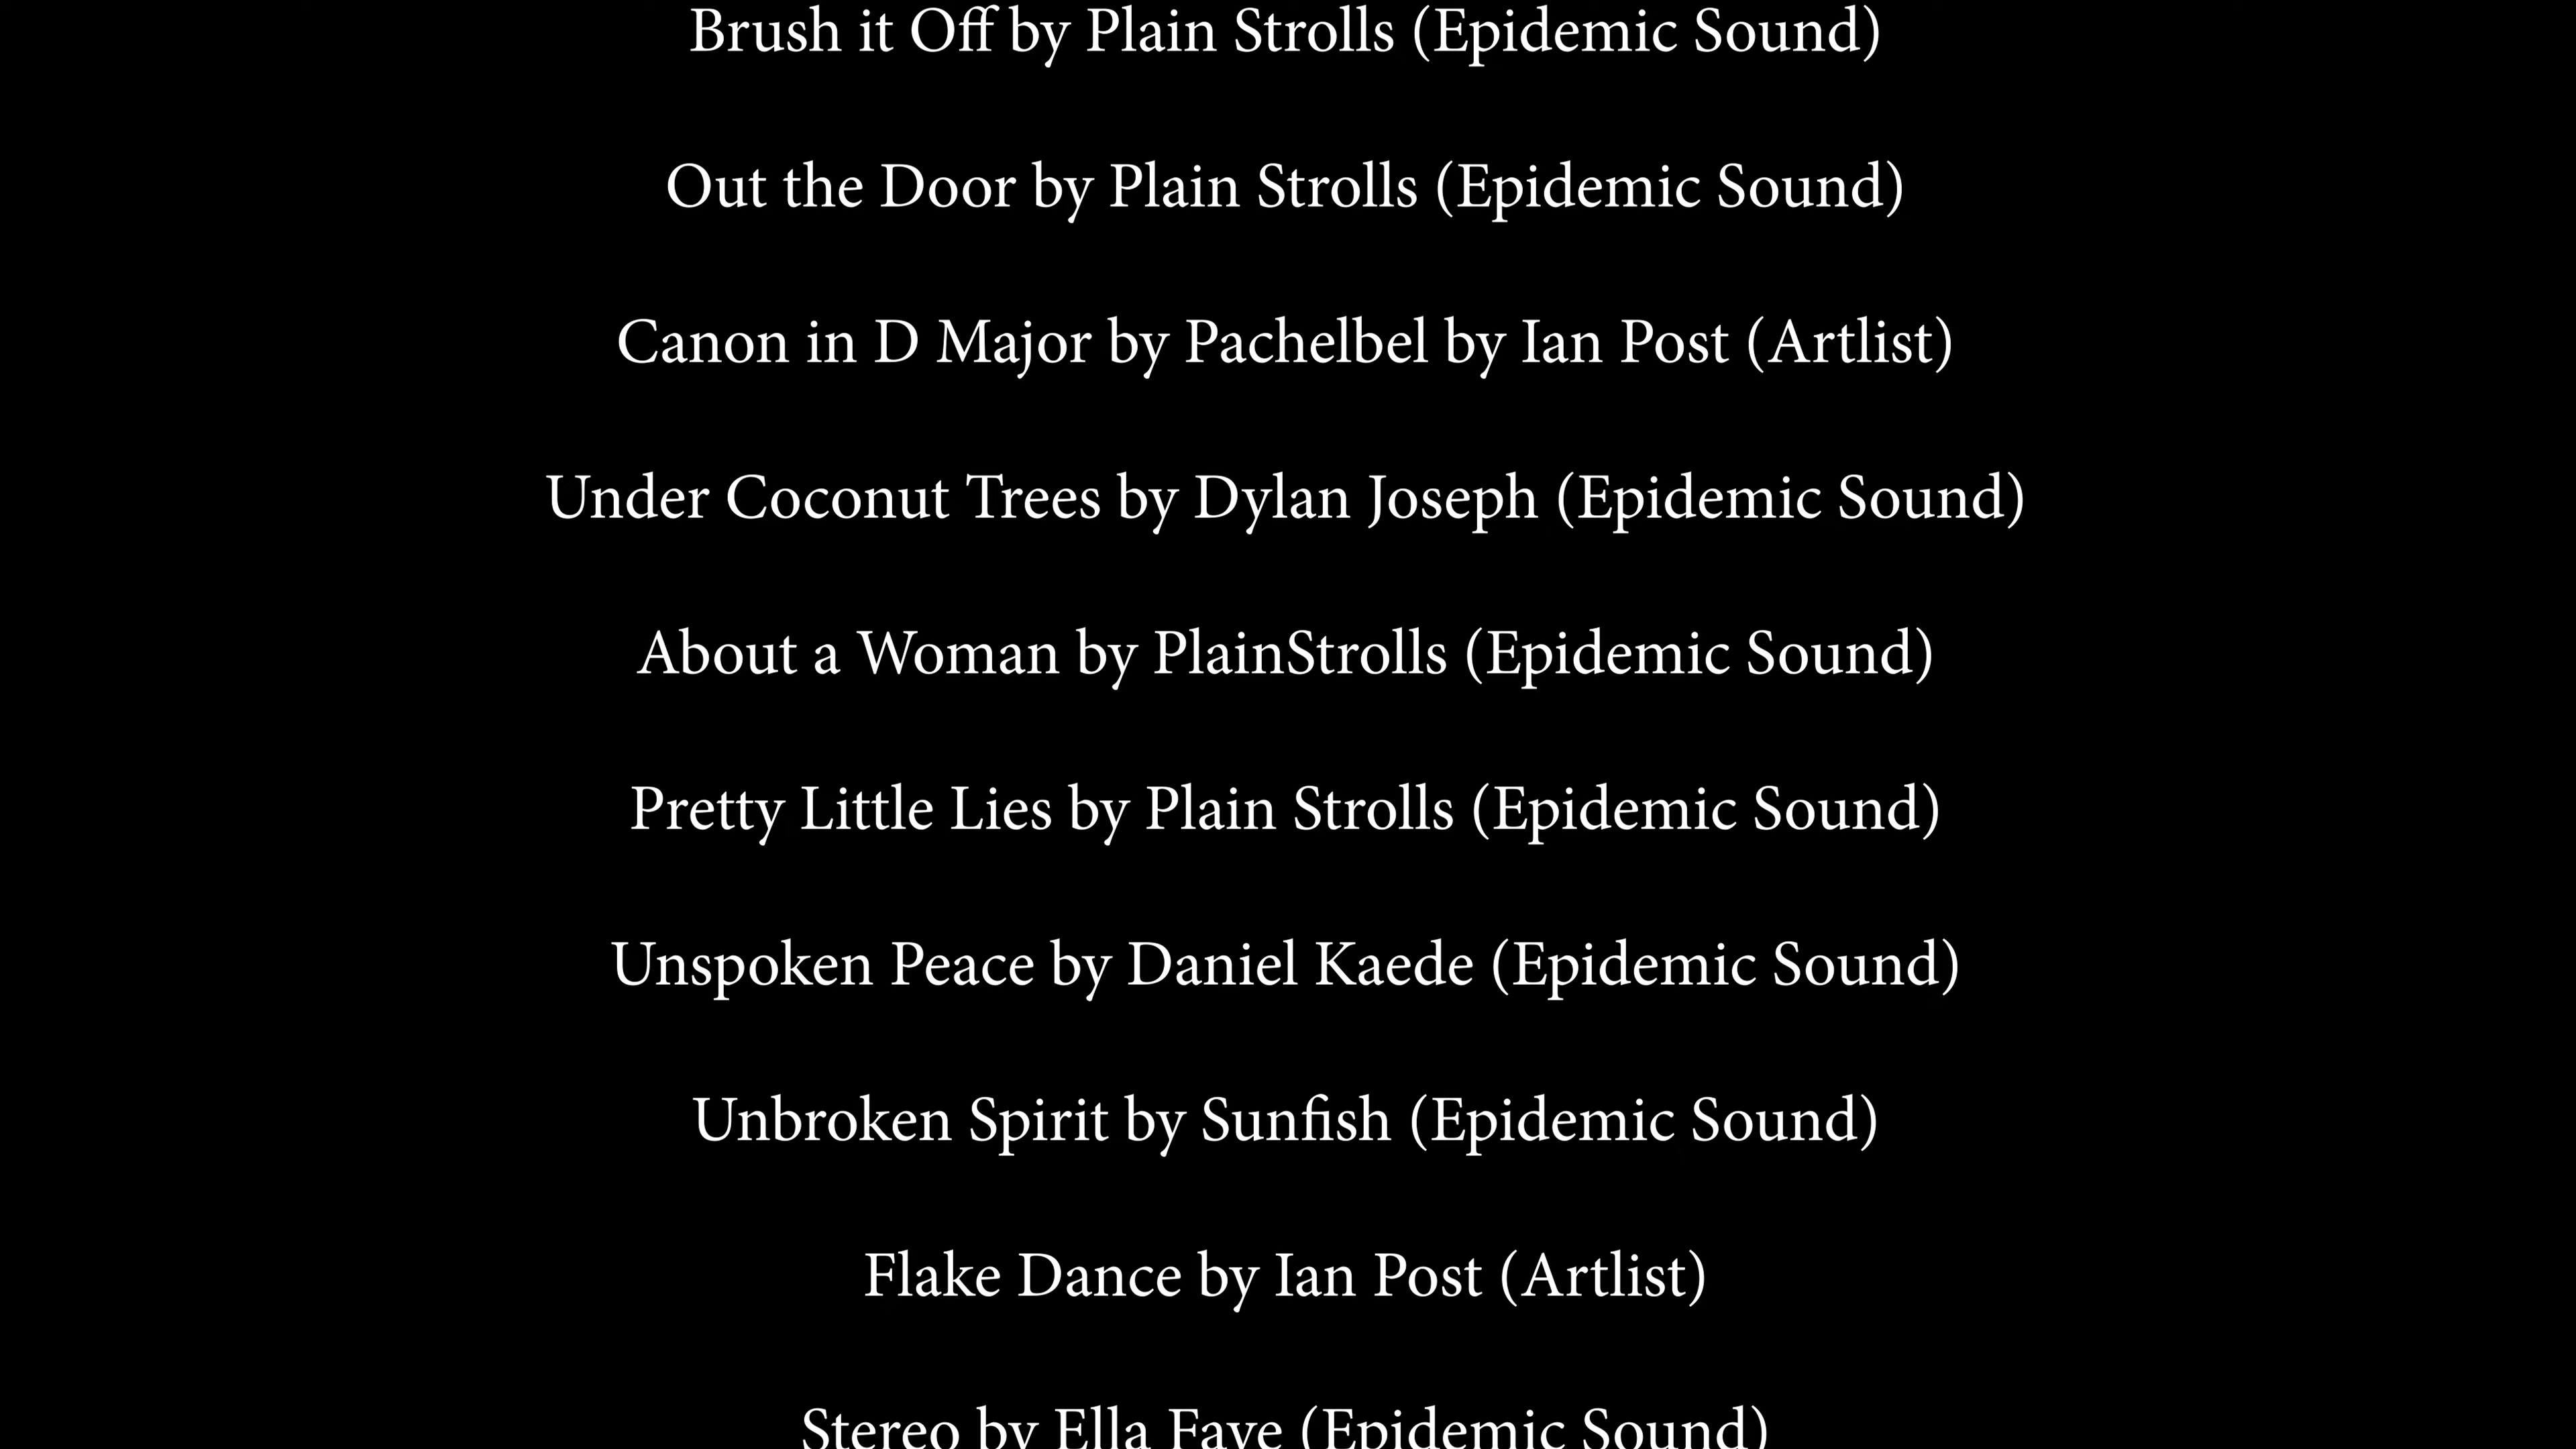 Brush it Off by Plain Strolls (Epidemic Sound)
Out the Door by Plain Strolls (Epidemic Sound)
Canon in D Major by Pachelbel by Ian Post (Artlist)
Under Coconut Trees by Dylan Joseph (Epidemic Sound)
About a Woman by PlainStrolls (Epidemic Sound)
Pretty Little Lies by Plain Strolls (Epidemic Sound)
Unspoken Peace by Daniel Kaede (Epidemic Sound)
Unbroken Spirit by Sunfish (Epidemic Sound)
Flake Dance by Ian Post (Artlist)
Stereo by Ella Faye (Epidemic Sound)